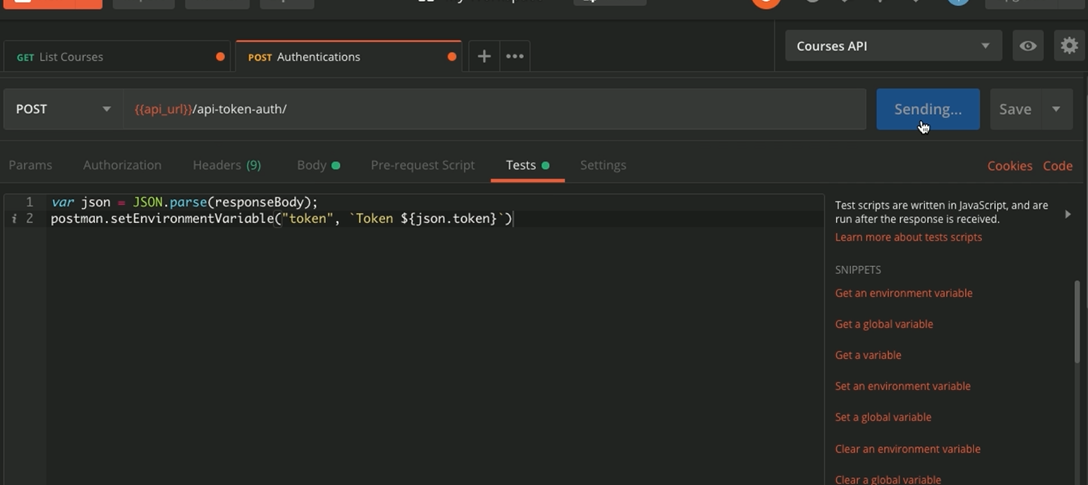 GET List Courses
POST Authentications
Courses API
POST
{{api_url}}/api-token-auth/
Sending...
Save
Params
Authorization
Headers (9)
Body
Pre-request Script
Tests
Settings
Cookies
Code
1 var json = JSON.parse(responseBody);
i 2 postman.setEnvironmentVariable("token", `Token ${json.token}`)
Test scripts are written in JavaScript, and are
run after the response is received.
Learn more about tests scripts
SNIPPETS
Get an environment variable
Get a global variable
Get a variable
Set an environment variable
Set a global variable
Clear an environment variable
Clear a global variable